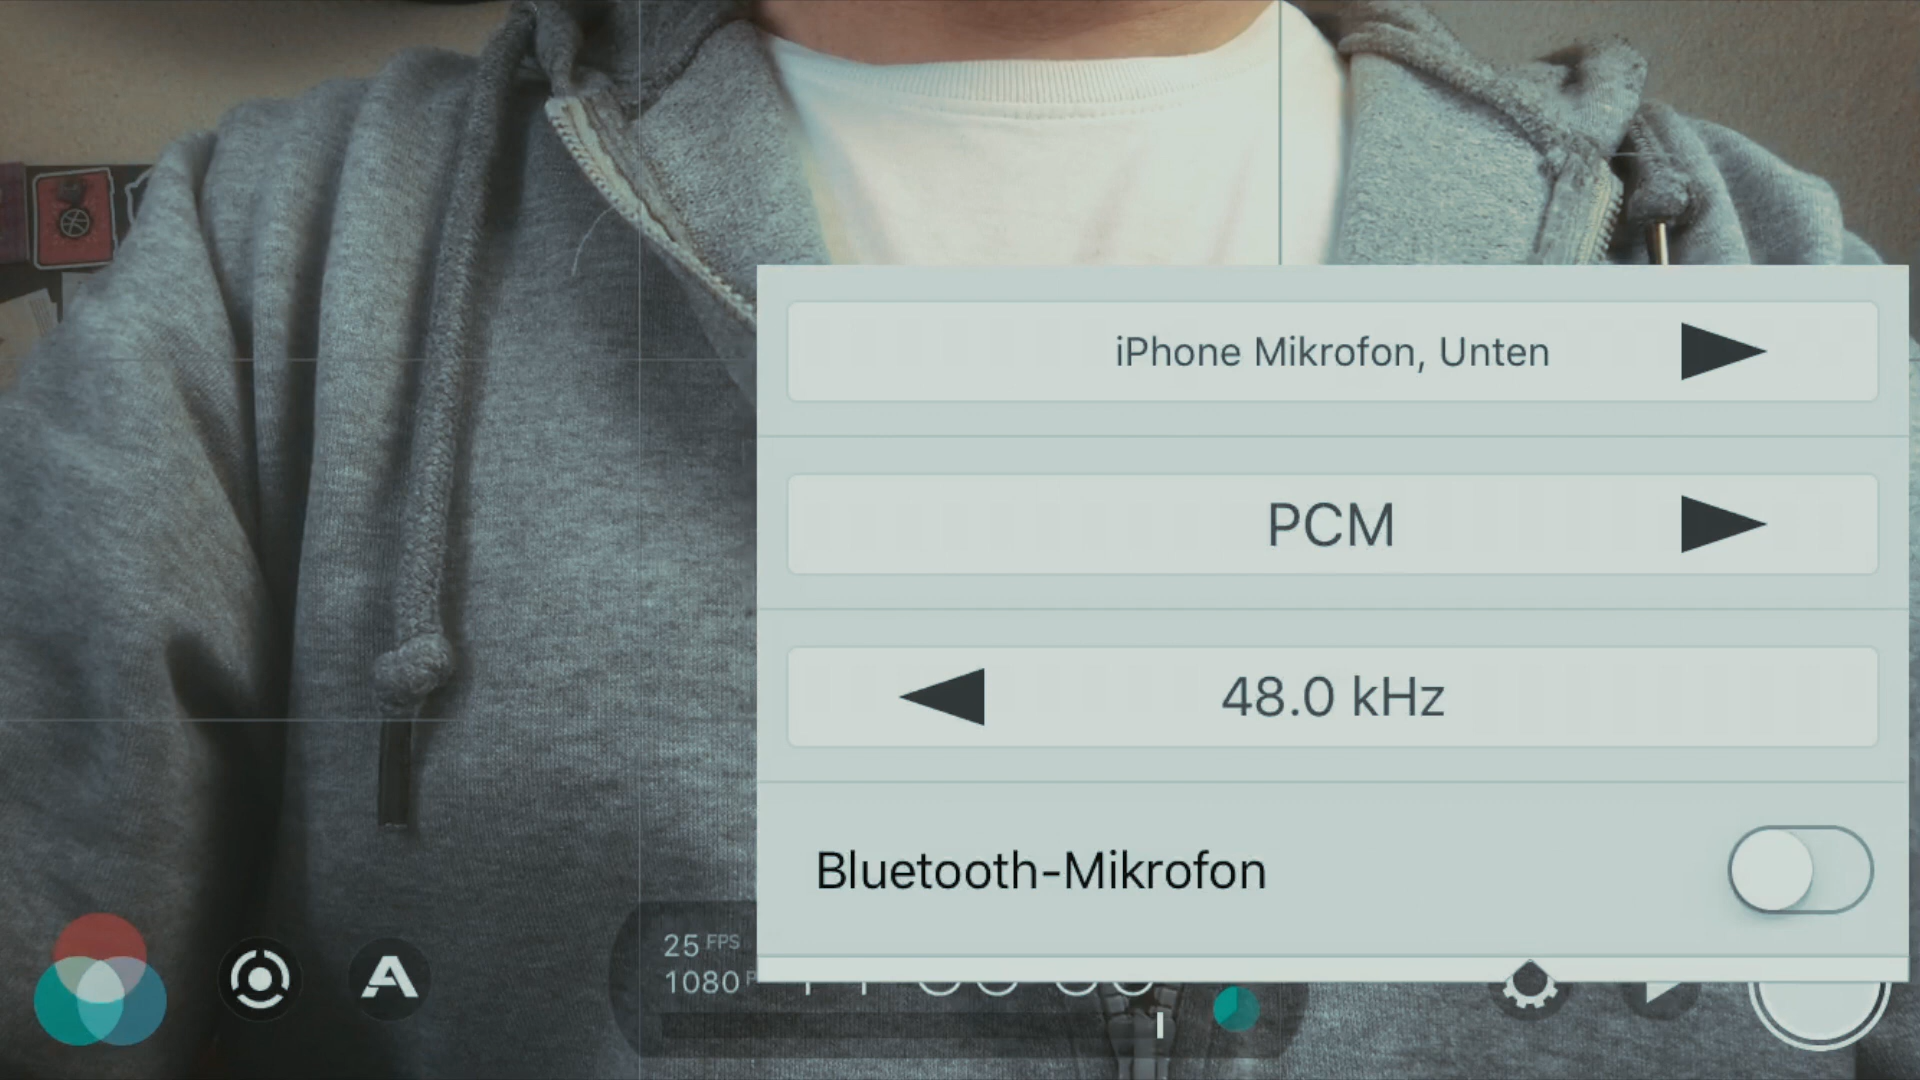 iPhone Mikrofon, Unten
PCM
48.0 kHz
Bluetooth-Mikrofon
25 FPS
1080